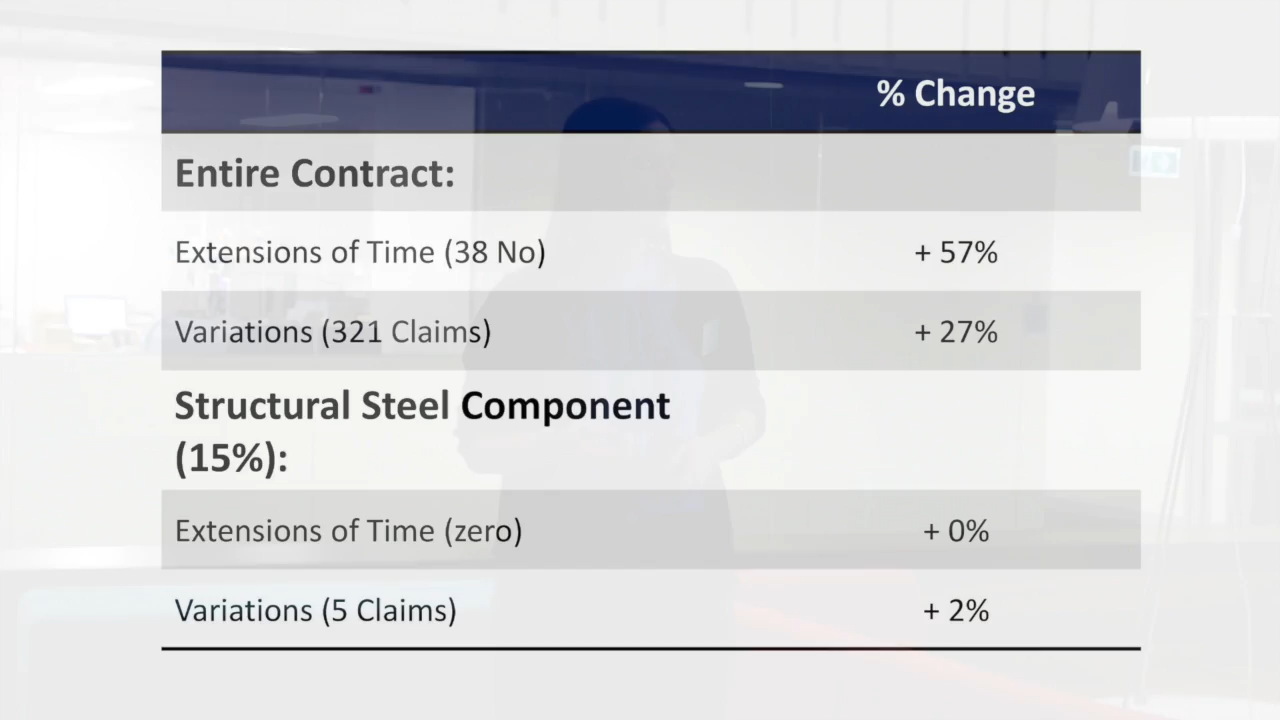 % Change
Entire Contract:
Extensions of Time (38 No) + 57%
Variations (321 Claims) + 27%
Structural Steel Component
(15%):
Extensions of Time (zero) + 0%
Variations (5 Claims) + 2%